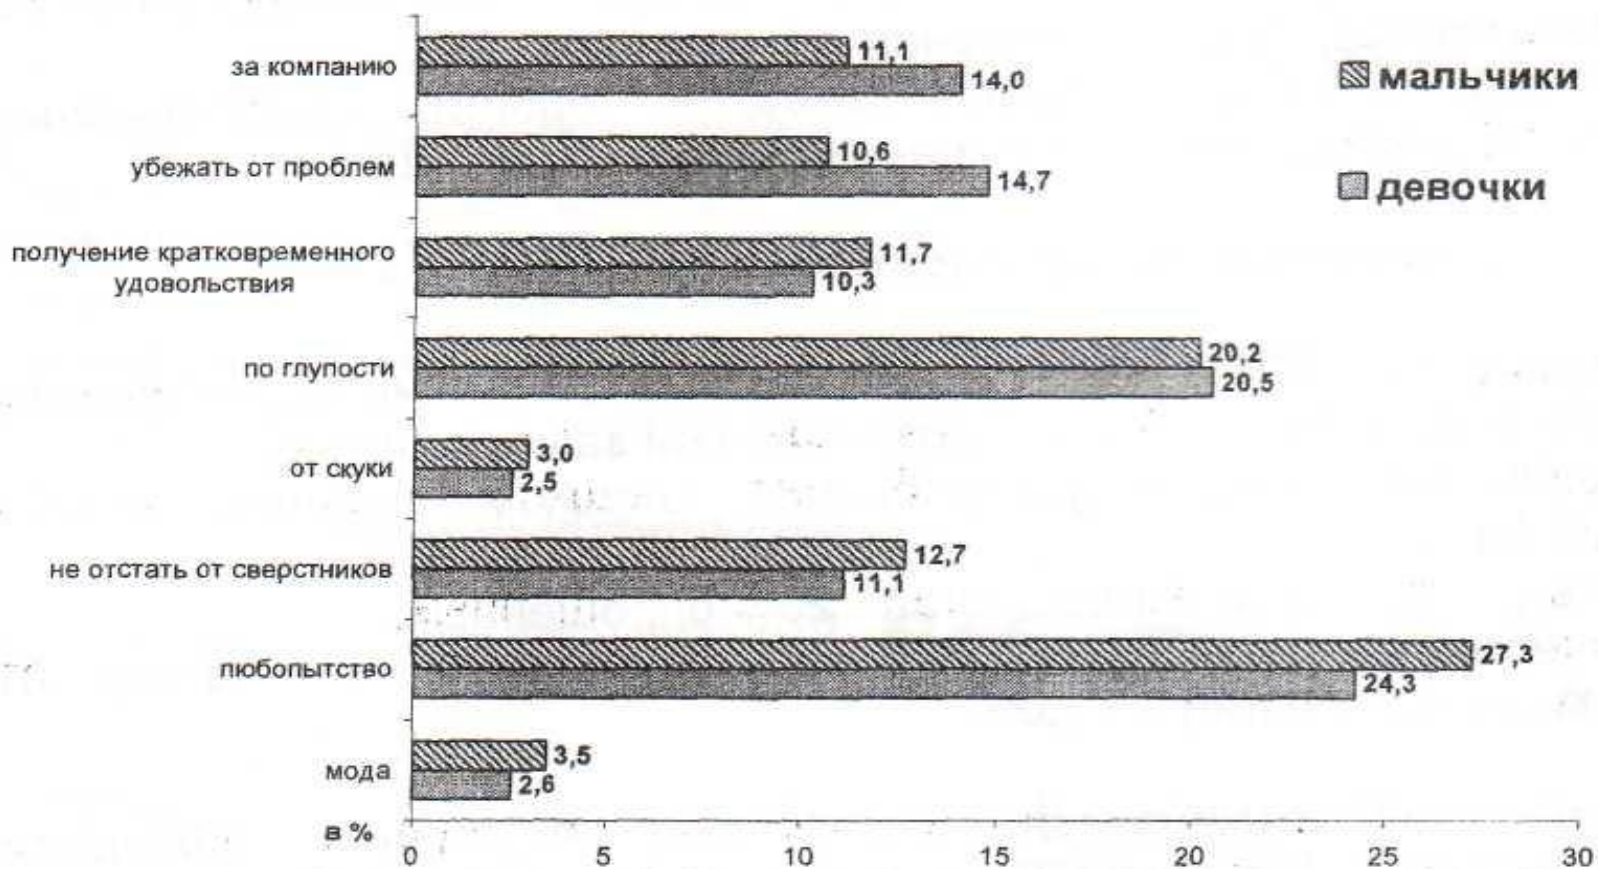 за компанию
11,1
14,0
убежать от проблем
10,6
14,7
получение кратковременного
удовольствия
11,7
10,3
по глупости
20,2
20,5
от скуки
3,0
2,5
не отстать от сверстников
12,7
11,1
любопытство
27,3
24,3
мода
3,5
2,6
в %
0 5 10 15 20 25 30
мальчики
девочки